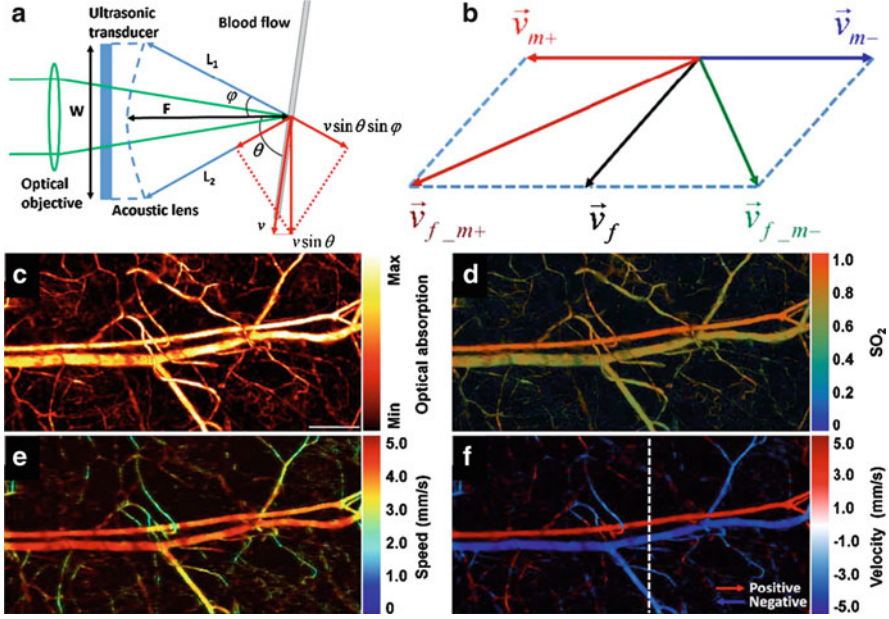 a
Ultrasonic
transducer
Blood flow
L1
φ
W
F
v sin θ sin φ
θ
L2
Optical
objective
Acoustic lens
v
v sin θ
b
v⃗ m+
v⃗ m−
v⃗ f_m+
v⃗ f
v⃗ f_m−
c
Max
Optical absorption
Min
d
1.0
0.8
0.6
0.4
0.2
0
SO2
e
5.0
4.0
3.0
2.0
1.0
0
Speed (mm/s)
f
Positive
Negative
5.0
3.0
1.0
-1.0
-3.0
-5.0
Velocity (mm/s)